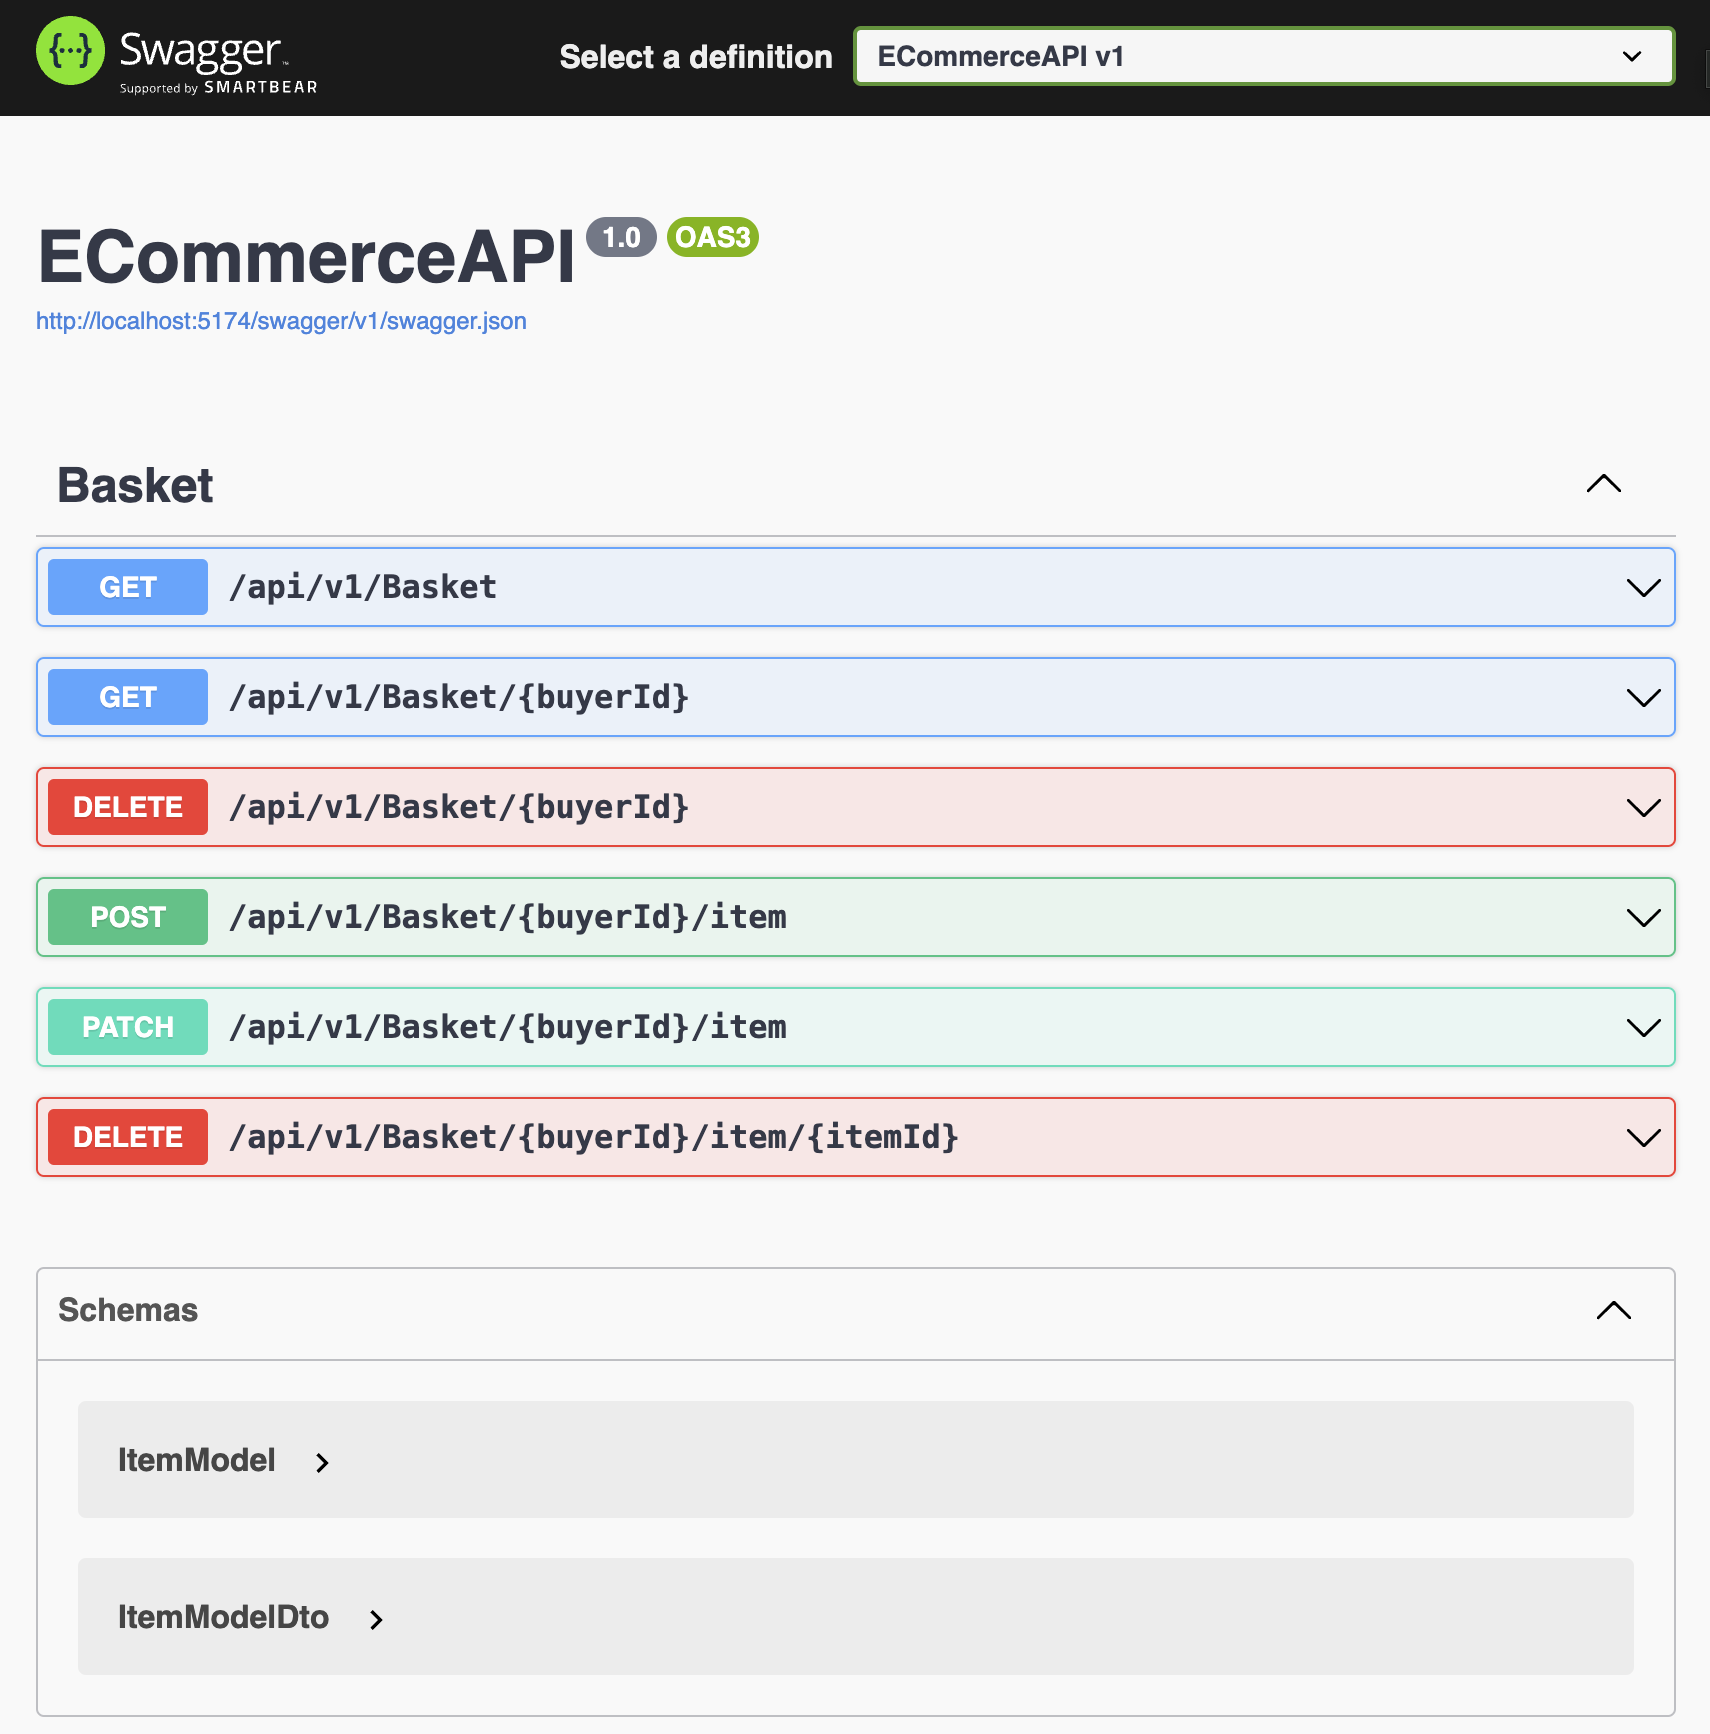 Swagger™
Supported by SMARTBEAR
Select a definition
ECommerceAPI v1
ECommerceAPI 1.0 OAS3
http://localhost:5174/swagger/v1/swagger.json
Basket
GET /api/v1/Basket
GET /api/v1/Basket/{buyerId}
DELETE /api/v1/Basket/{buyerId}
POST /api/v1/Basket/{buyerId}/item
PATCH /api/v1/Basket/{buyerId}/item
DELETE /api/v1/Basket/{buyerId}/item/{itemId}
Schemas
ItemModel
ItemModelDto